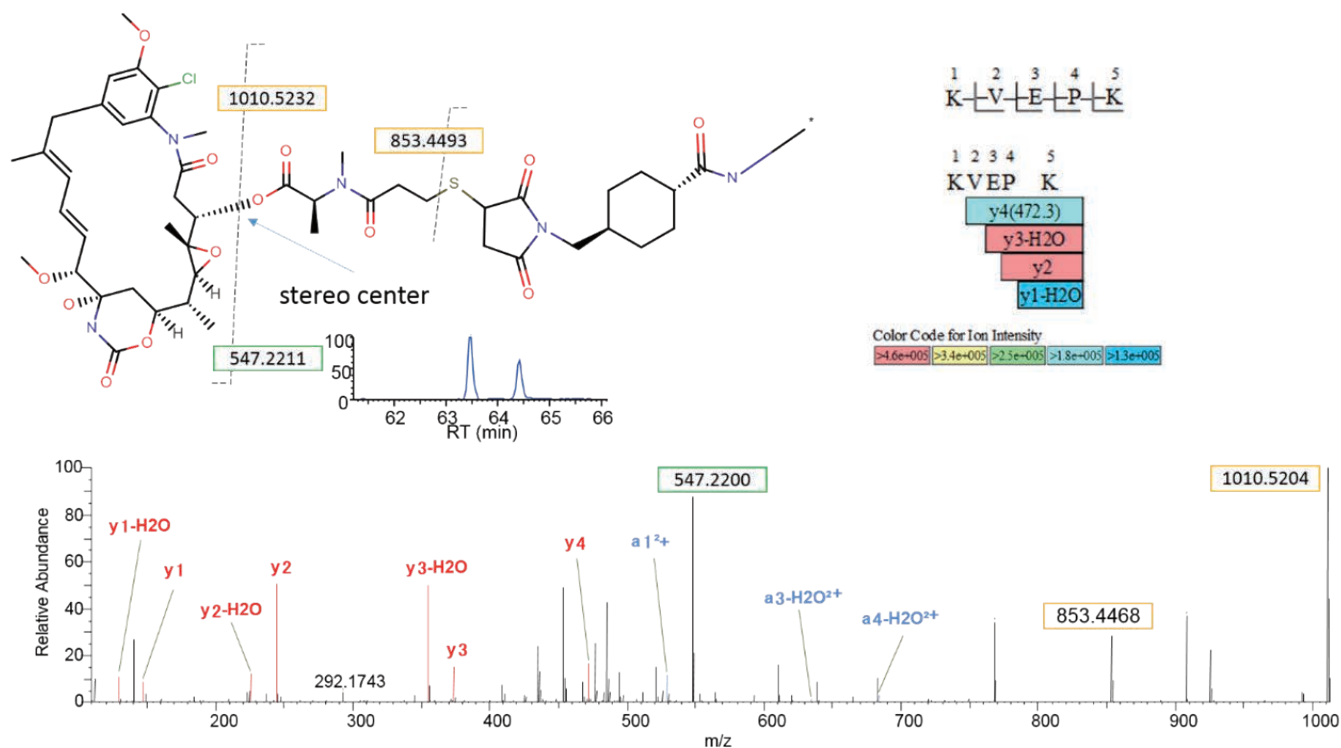 O
Cl
N
O
1010.5232
O
O
O
N
O
853.4493
S
O
O
N
O
N
*
O
O
H
O
N
O
H
O
stereo center
547.2211
100
50
0
62 63 64 65 66
RT (min)
1 2 3 4 5
K V E P K
1 2 3 4 5
K V E P K
y4(472.3)
y3-H2O
y2
y1-H2O
Color Code for Ion Intensity
>4.6e+005 >3.4e+005 >2.5e+005 >1.8e+005 >1.3e+005
Relative Abundance
100
80
60
40
20
0
y1-H2O
y1
y2-H2O
y2
292.1743
y3-H2O
y3
y4
a1²⁺
547.2200
a3-H2O²⁺
a4-H2O²⁺
853.4468
1010.5204
200 300 400 500 600 700 800 900 1000
m/z